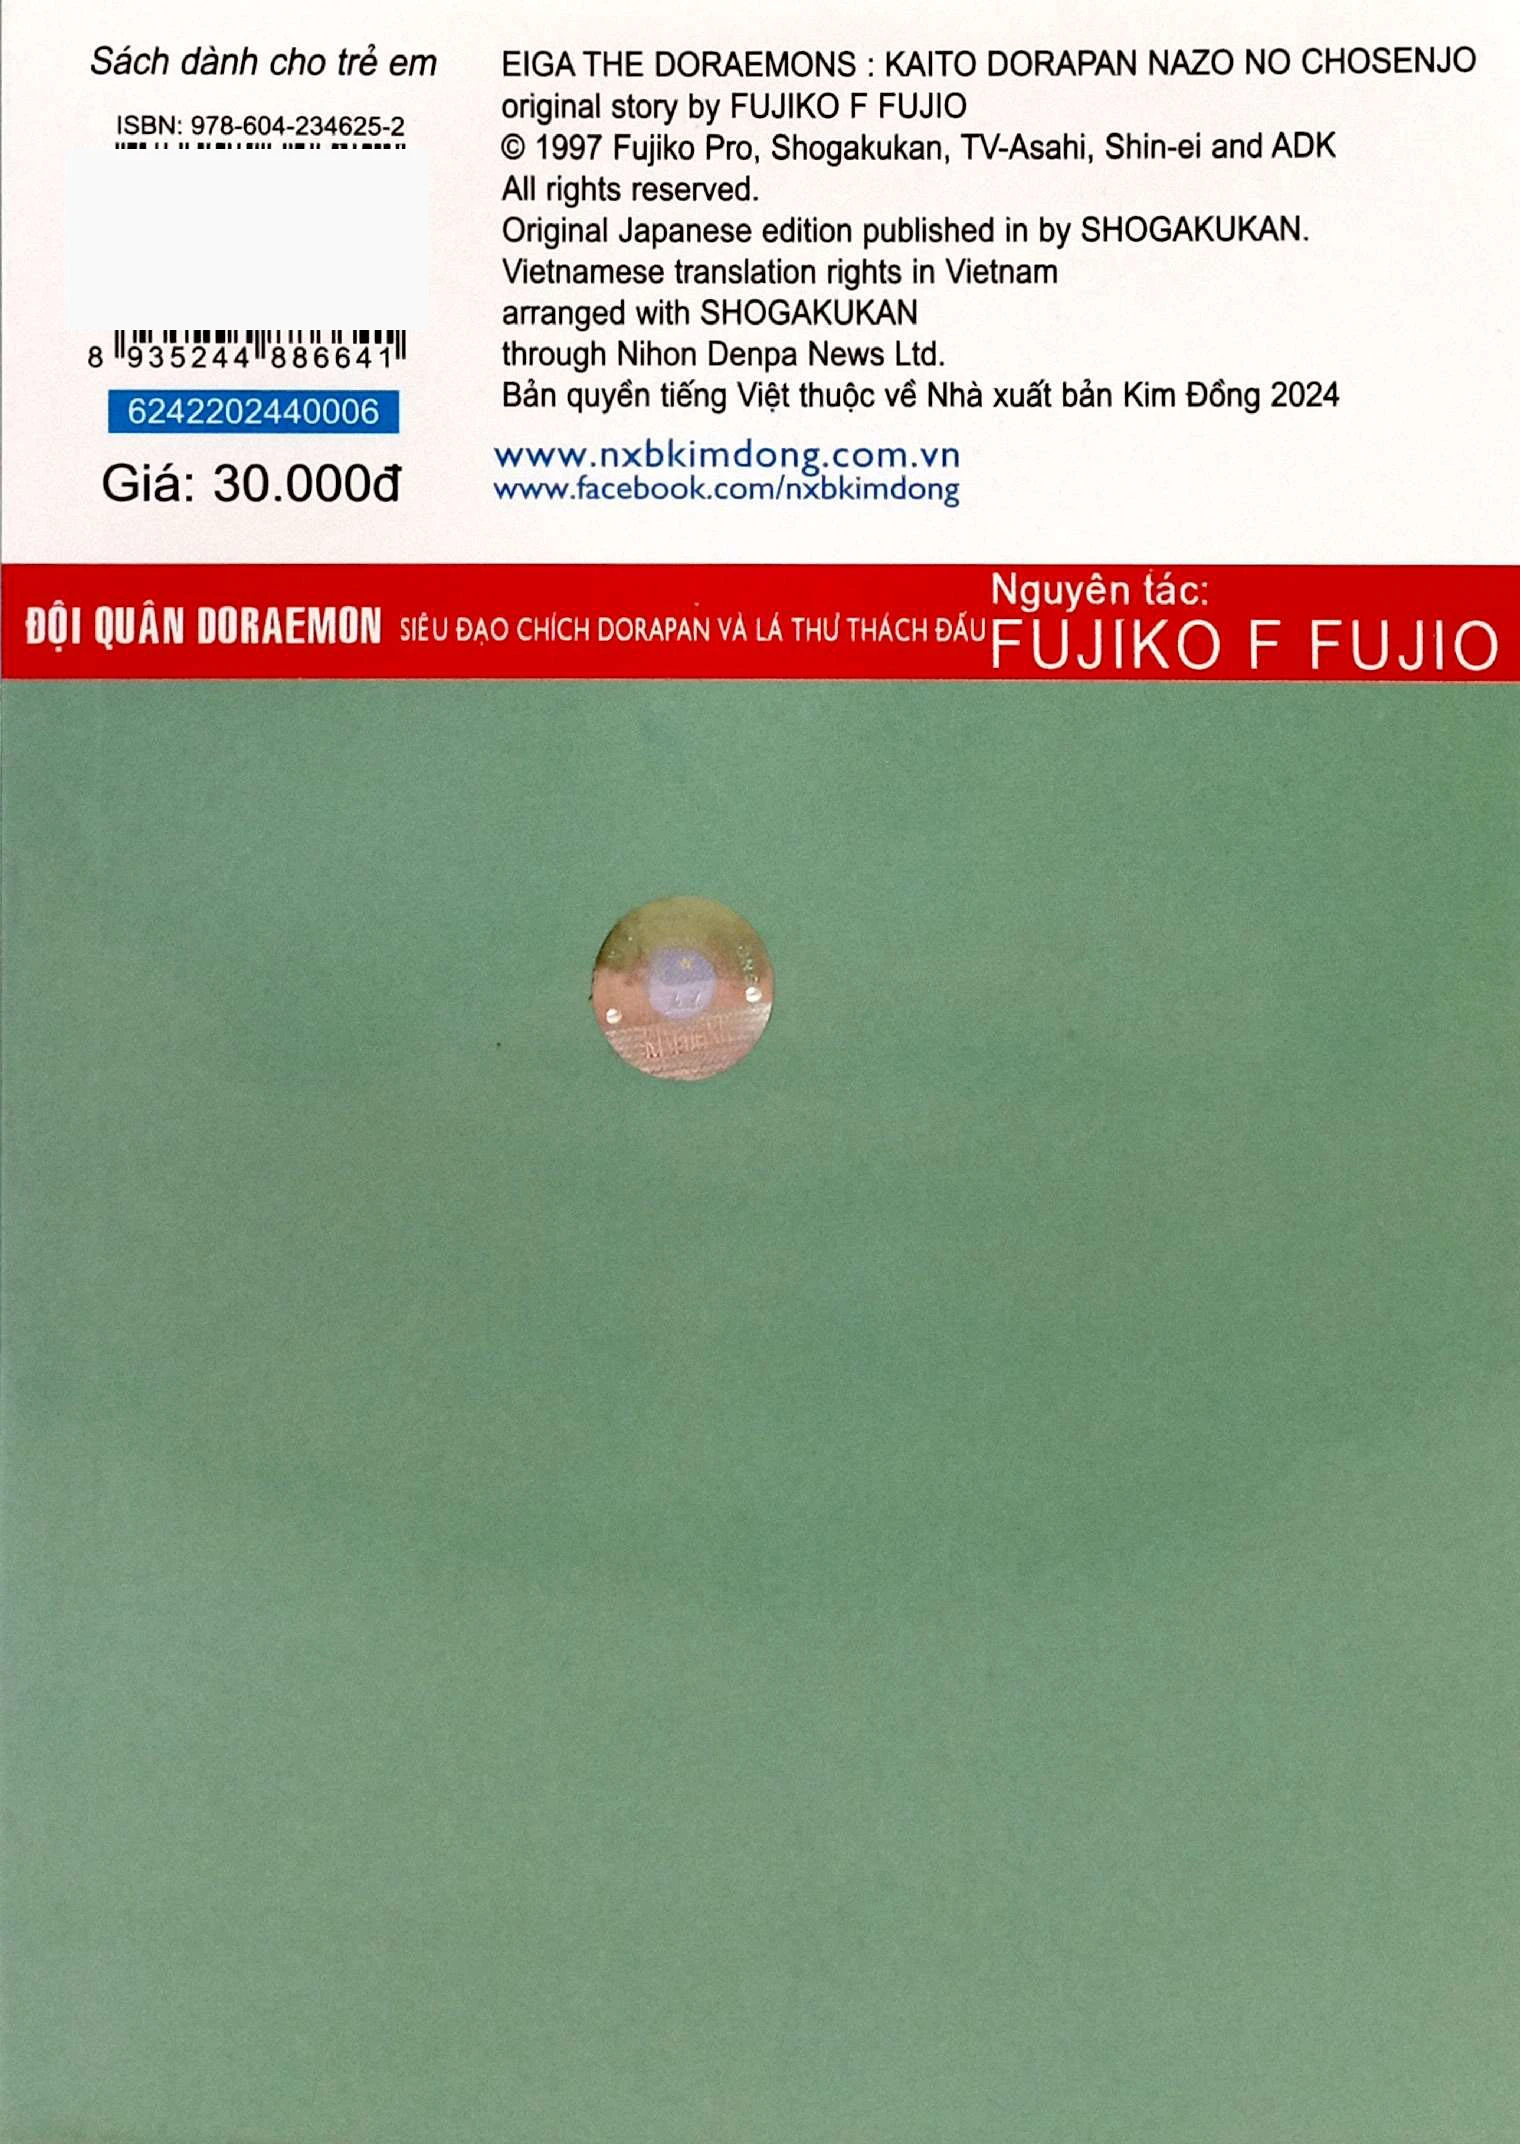 Sách dành cho trẻ em
ISBN: 978-604-234625-2
8 935244 886641
6242202440006
Giá: 30.000đ
EIGA THE DORAEMONS : KAITO DORAPAN NAZO NO CHOSENJO
original story by FUJIKO F FUJIO
© 1997 Fujiko Pro, Shogakukan, TV-Asahi, Shin-ei and ADK
All rights reserved.
Original Japanese edition published in by SHOGAKUKAN.
Vietnamese translation rights in Vietnam
arranged with SHOGAKUKAN
through Nihon Denpa News Ltd.
Bản quyền tiếng Việt thuộc về Nhà xuất bản Kim Đồng 2024
www.nxbkimdong.com.vn
www.facebook.com/nxbkimdong
ĐỘI QUÂN DORAEMON SIÊU ĐẠO CHÍCH DORAPAN VÀ LÁ THƯ THÁCH ĐẤU
Nguyên tác:
FUJIKO F FUJIO